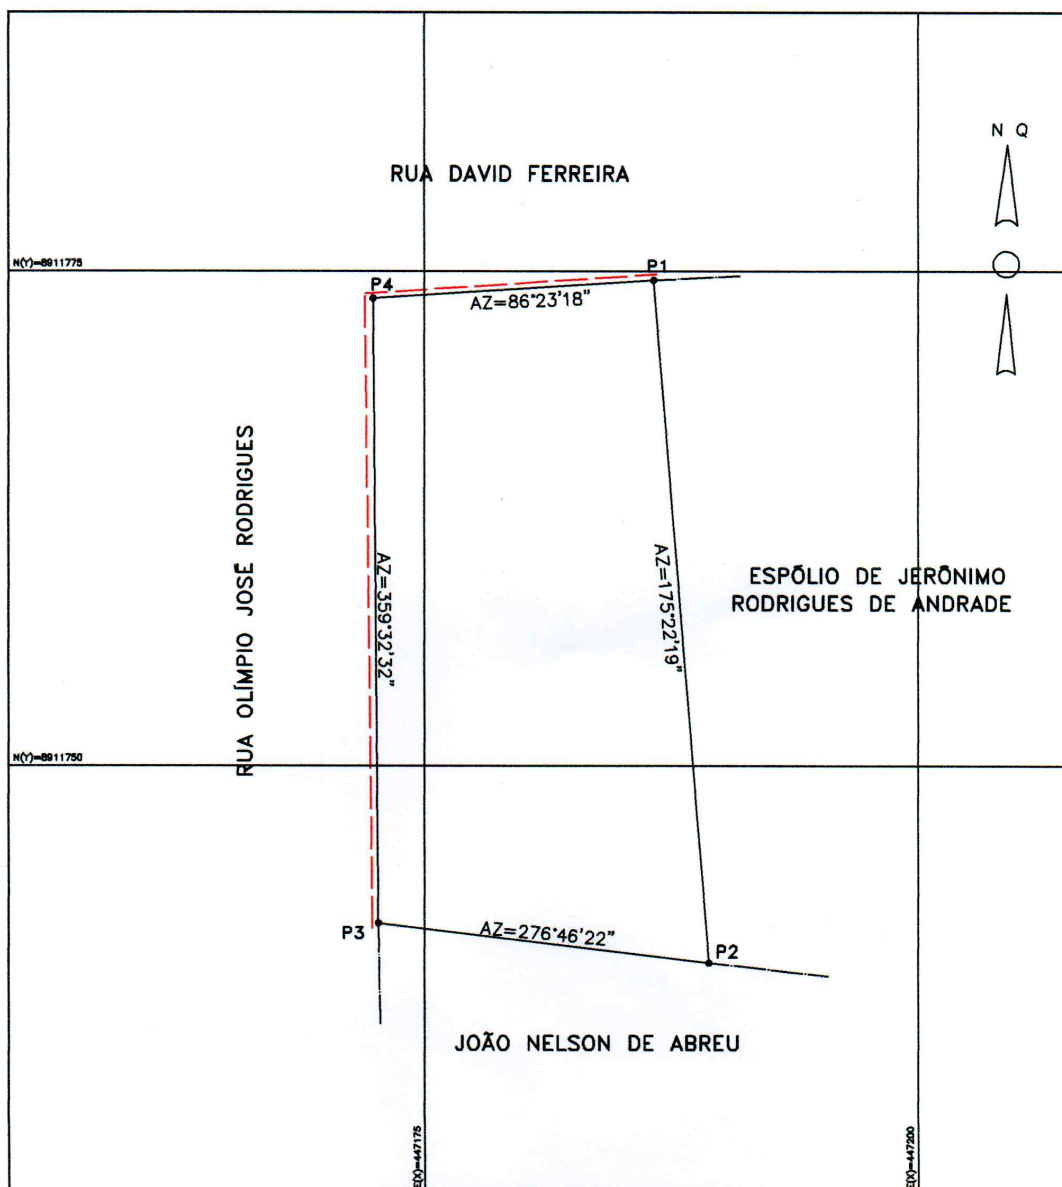 N Q
RUA DAVID FERREIRA
N(Y)=8911775
P1
P4
AZ=86°23'18"
RUA OLÍMPIO JOSÉ RODRIGUES
AZ=359°32'32"
AZ=175°22'19"
ESPÓLIO DE JERÔNIMO
RODRIGUES DE ANDRADE
N(Y)=8911750
P3
AZ=276°46'22"
P2
JOÃO NELSON DE ABREU
E(X)=447175
E(X)=447200